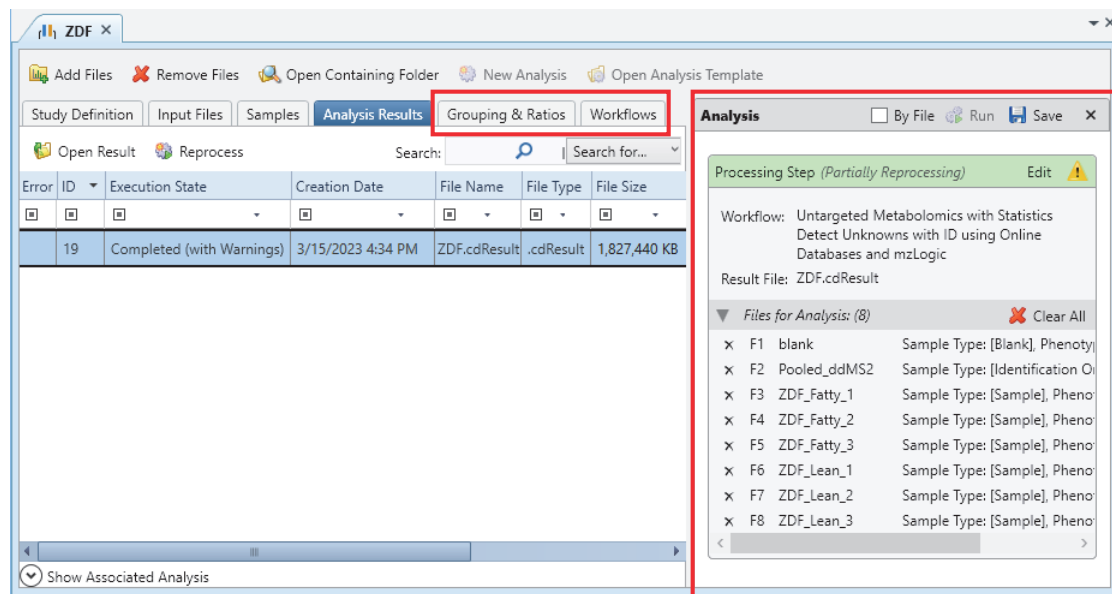 ZDF ×
Add Files Remove Files Open Containing Folder New Analysis Open Analysis Template
Study Definition Input Files Samples Analysis Results Grouping & Ratios Workflows
Open Result Reprocess Search: Search for...
Error ID Execution State Creation Date File Name File Type File Size
19 Completed (with Warnings) 3/15/2023 4:34 PM ZDF.cdResult .cdResult 1,827,440 KB
Show Associated Analysis
Analysis By File Run Save ×
Processing Step (Partially Reprocessing) Edit
Workflow: Untargeted Metabolomics with Statistics
Detect Unknowns with ID using Online
Databases and mzLogic
Result File: ZDF.cdResult
Files for Analysis: (8) Clear All
× F1 blank Sample Type: [Blank], Phenoty
× F2 Pooled_ddMS2 Sample Type: [Identification O
× F3 ZDF_Fatty_1 Sample Type: [Sample], Pheno
× F4 ZDF_Fatty_2 Sample Type: [Sample], Pheno
× F5 ZDF_Fatty_3 Sample Type: [Sample], Pheno
× F6 ZDF_Lean_1 Sample Type: [Sample], Pheno
× F7 ZDF_Lean_2 Sample Type: [Sample], Pheno
× F8 ZDF_Lean_3 Sample Type: [Sample], Pheno